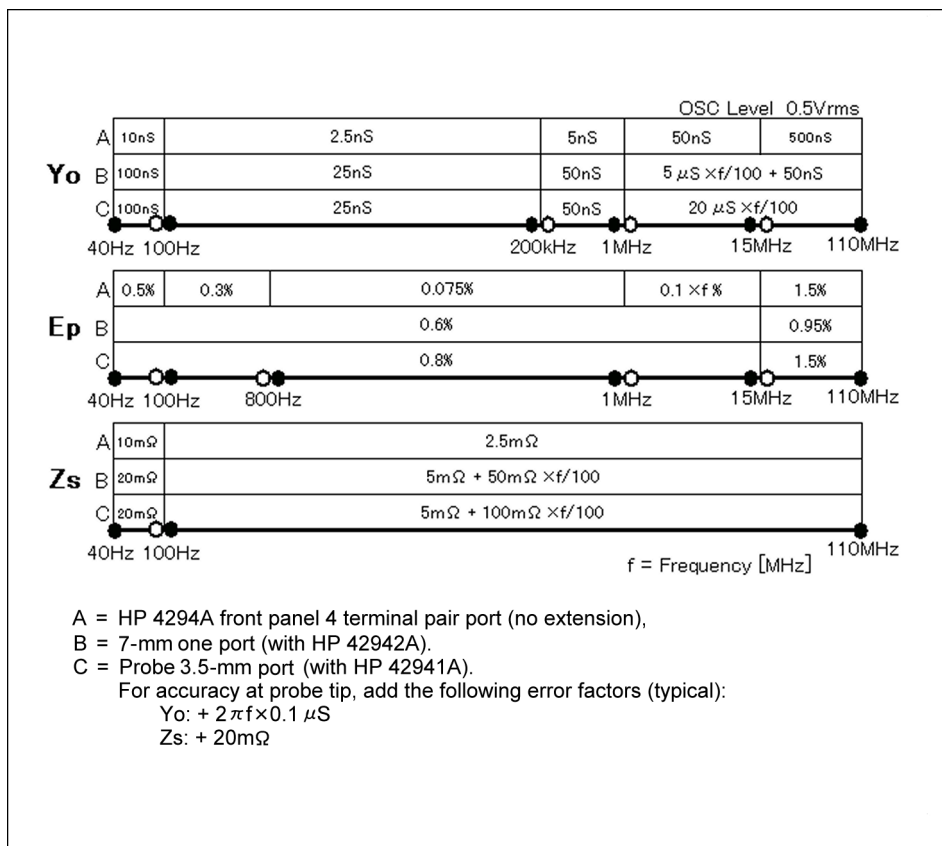 OSC Level 0.5Vrms
A 10nS 2.5nS 5nS 50nS 500nS
Yo B 100nS 25nS 50nS 5 μS ×f/100 + 50nS
C 100nS 25nS 50nS 20 μS ×f/100
40Hz 100Hz 200kHz 1MHz 15MHz 110MHz
A 0.5% 0.3% 0.075% 0.1 ×f % 1.5%
Ep B 0.6% 0.95%
C 0.8% 1.5%
40Hz 100Hz 800Hz 1MHz 15MHz 110MHz
A 10mΩ 2.5mΩ
Zs B 20mΩ 5mΩ + 50mΩ ×f/100
C 20mΩ 5mΩ + 100mΩ ×f/100
40Hz 100Hz 110MHz
f = Frequency [MHz]
A = HP 4294A front panel 4 terminal pair port (no extension),
B = 7-mm one port (with HP 42942A).
C = Probe 3.5-mm port (with HP 42941A).
For accuracy at probe tip, add the following error factors (typical):
Yo: + 2πf×0.1 μS
Zs: + 20mΩ